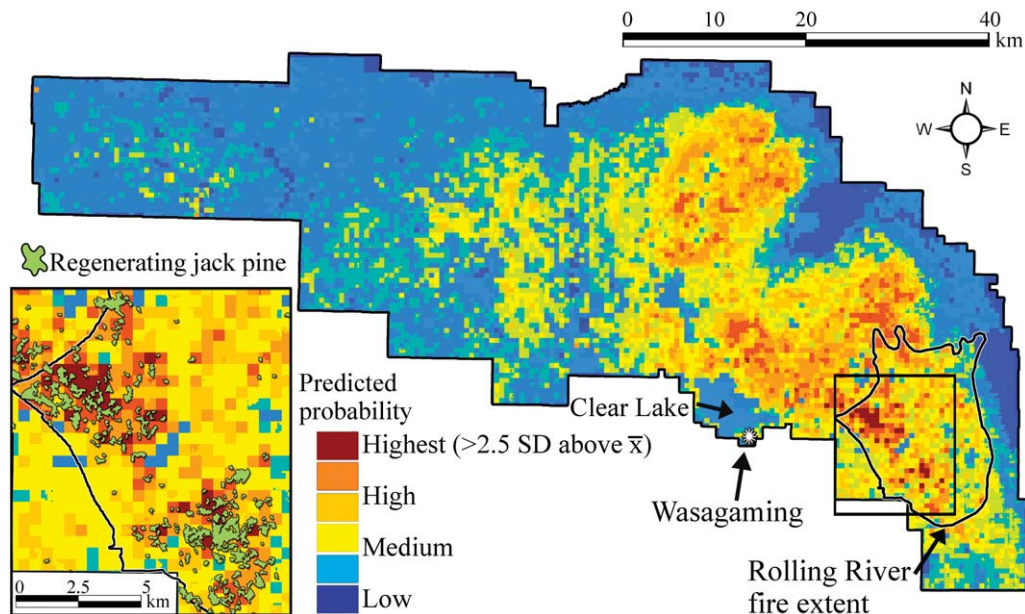 0 20 40
km
N
W E
S
Regenerating jack pine
Predicted
probability
Highest (>2.5 SD above x̅)
High
Medium
Low
Clear Lake
Wasagaming
Rolling River
fire extent
0 2.5 5
km